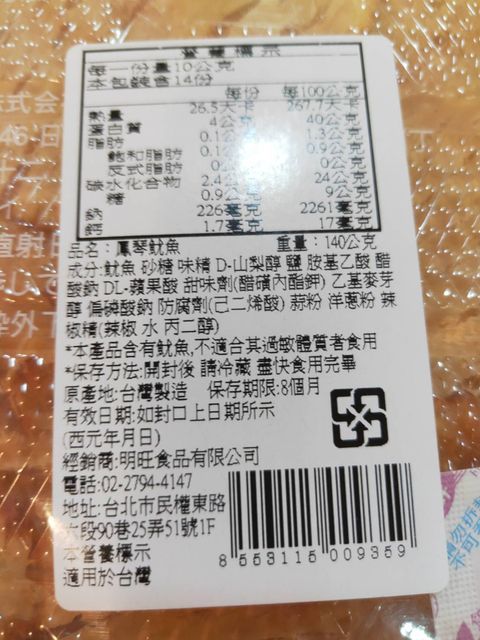 營養標示
每一份量10公克
本包裝含14份
每份 每100公克
熱量 26.5大卡 267.7大卡
蛋白質 4公克 40公克
脂肪 0.1公克 1.3公克
飽和脂肪 0.1公克 0.9公克
反式脂肪 0公克 0公克
碳水化合物 2.4公克 24公克
糖 0.9公克 9公克
鈉 226毫克 2261毫克
鈣 1.7毫克 17毫克
品名：鳳琴魷魚 重量：140公克
成分:魷魚 砂糖 味精 D-山梨醇 鹽 胺基乙酸 醋
酸鈉 DL-蘋果酸 甜味劑(醋磺內酯鉀) 乙基麥芽
醇 偏磷酸鈉 防腐劑(己二烯酸) 蒜粉 洋蔥粉 辣
椒精(辣椒 水 丙二醇)
*本產品含有魷魚,不適合其過敏體質者食用
*保存方法:開封後 請冷藏 盡快食用完畢
原產地:台灣製造 保存期限:8個月
有效日期:如封口上日期所示
(西元年月日)
經銷商:明旺食品有限公司
電話:02-2794-4147
地址:台北市民權東路
六段90巷25弄51號1F
本營養標示
適用於台灣
8 553115 009359